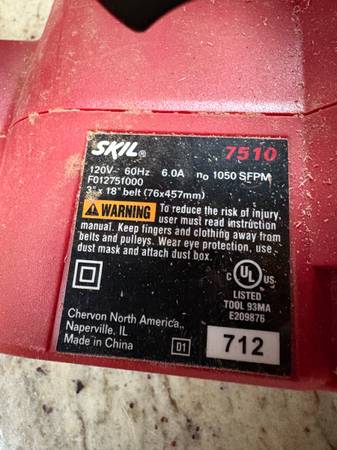 SKIL® 7510
120V~ 60Hz 6.0A no 1050 SFPM
F012751000
3" x 18" belt (76x457mm)
WARNING To reduce the risk of injury,
user must read instruction
manual. Keep fingers and clothing away from
belts and pulleys. Wear eye protection, use
dust mask and attach dust box.
C UL US
LISTED
TOOL 93MA
E209876
Chervon North America,
Naperville, IL
Made in China
D1
712